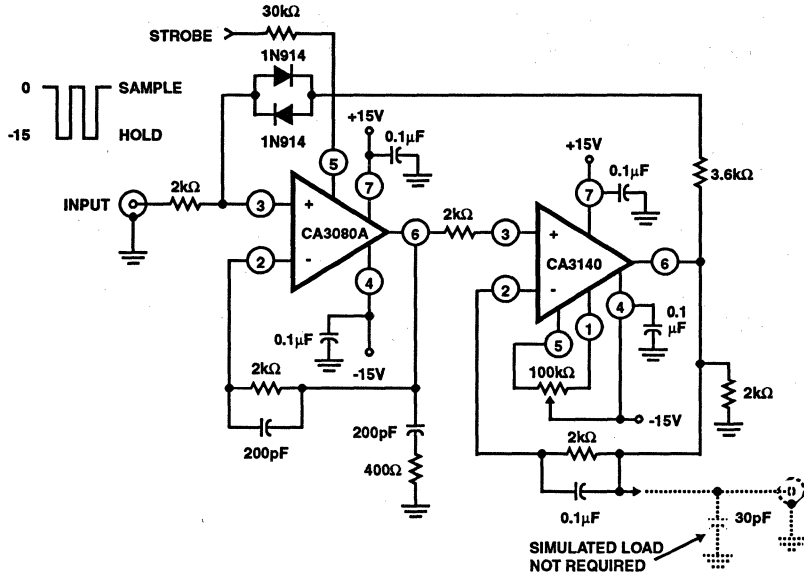 30kΩ
STROBE
1N914
0
SAMPLE
+15V
0.1μF
-15
HOLD
1N914
+15V
0.1μF
5
7
3.6kΩ
2kΩ
7
INPUT
3
+
CA3080A
6
2kΩ
3
+
CA3140
6
2
-
4
2
-
4
0.1μF
5
1
0.1
μF
-15V
100kΩ
2kΩ
2kΩ
-15V
200pF
200pF
2kΩ
400Ω
0.1μF
30pF
SIMULATED LOAD
NOT REQUIRED